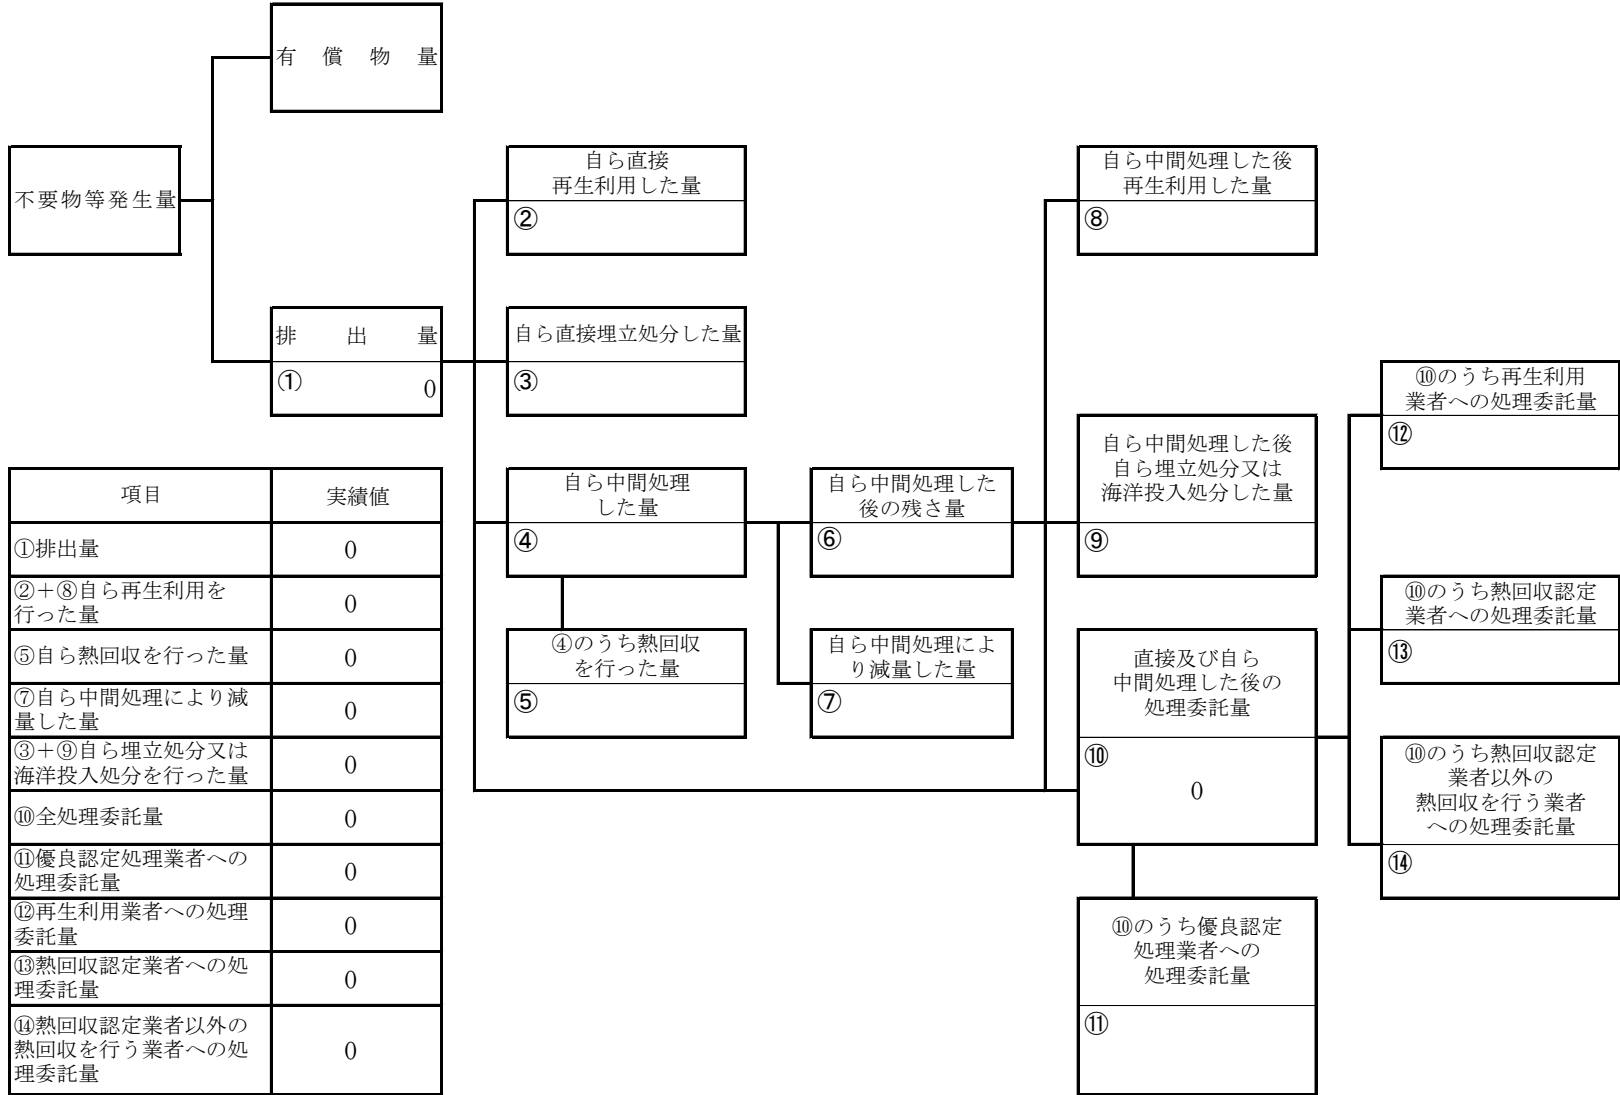 有償物量
不要物等発生量
自ら直接
再生利用した量
②
自ら中間処理した後
再生利用した量
⑧
排出量
① 0
自ら直接埋立処分した量
③
⑩のうち再生利用
業者への処理委託量
⑫
自ら中間処理
した量
④
自ら中間処理した
後の残さ量
⑥
自ら中間処理した後
自ら埋立処分又は
海洋投入処分した量
⑨
⑩のうち熱回収認定
業者への処理委託量
⑬
④のうち熱回収
を行った量
⑤
自ら中間処理によ
り減量した量
⑦
直接及び自ら
中間処理した後の
処理委託量
⑩
0
⑩のうち熱回収認定
業者以外の
熱回収を行う業者
への処理委託量
⑭
⑩のうち優良認定
処理業者への
処理委託量
⑪
項目 実績値
①排出量 0
②+⑧自ら再生利用を
行った量 0
⑤自ら熱回収を行った量 0
⑦自ら中間処理により減
量した量 0
③+⑨自ら埋立処分又は
海洋投入処分を行った量 0
⑩全処理委託量 0
⑪優良認定処理業者への
処理委託量 0
⑫再生利用業者への処理
委託量 0
⑬熱回収認定業者への処
理委託量 0
⑭熱回収認定業者以外の
熱回収を行う業者への処
理委託量 0